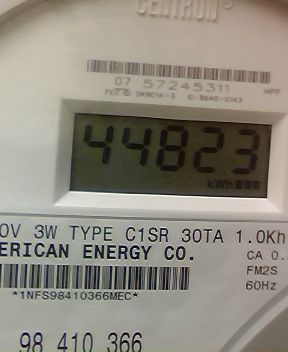 CENTRON®
07 57245311
HPP
44823
kWh
0V 3W TYPE C1SR 30TA 1.0Kh
ERICAN ENERGY CO.
CA 0.
FM2S
*1NFS98410366MEC*
60Hz
98 410 366